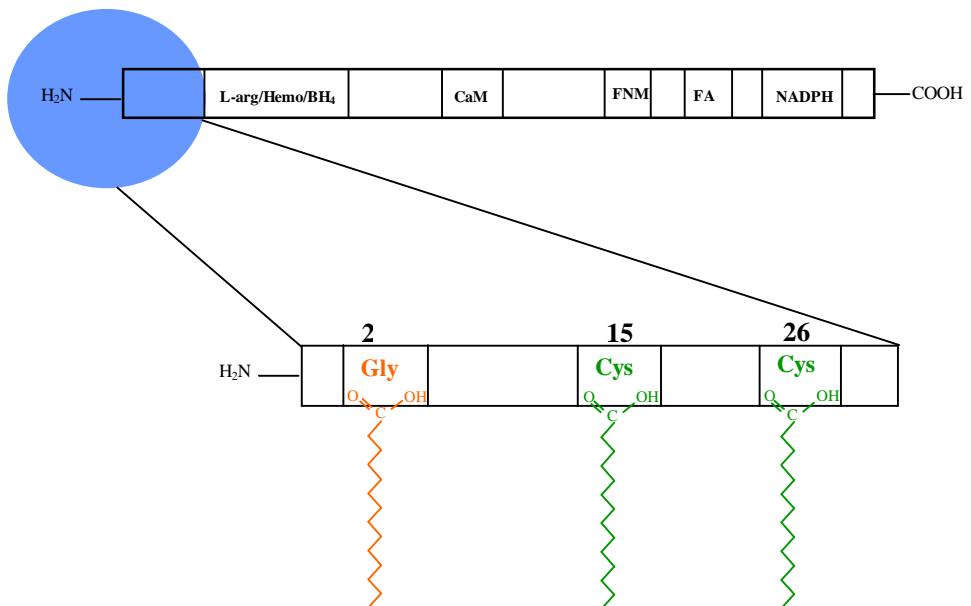 H₂N
L-arg/Hemo/BH₄
CaM
FNM
FA
NADPH
COOH
2
15
26
H₂N
Gly
Cys
Cys
O
OH
C
O
OH
C
O
OH
C